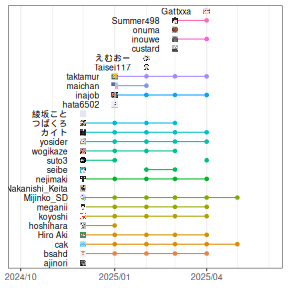 Gattxxa
Summer498
onuma
inouwe
custard
えむおー
Taisei117
taktamur
maichan
inajob
hata6502
綾坂こと
つばくろ
カイト
yosider
wogikaze
suto3
seibe
nejimaki
Nakanishi_Keita
Mijinko_SD
meganii
koyoshi
hoshihara
Hiro Aki
cak
bsahd
ajinori
2024/10
2025/01
2025/04